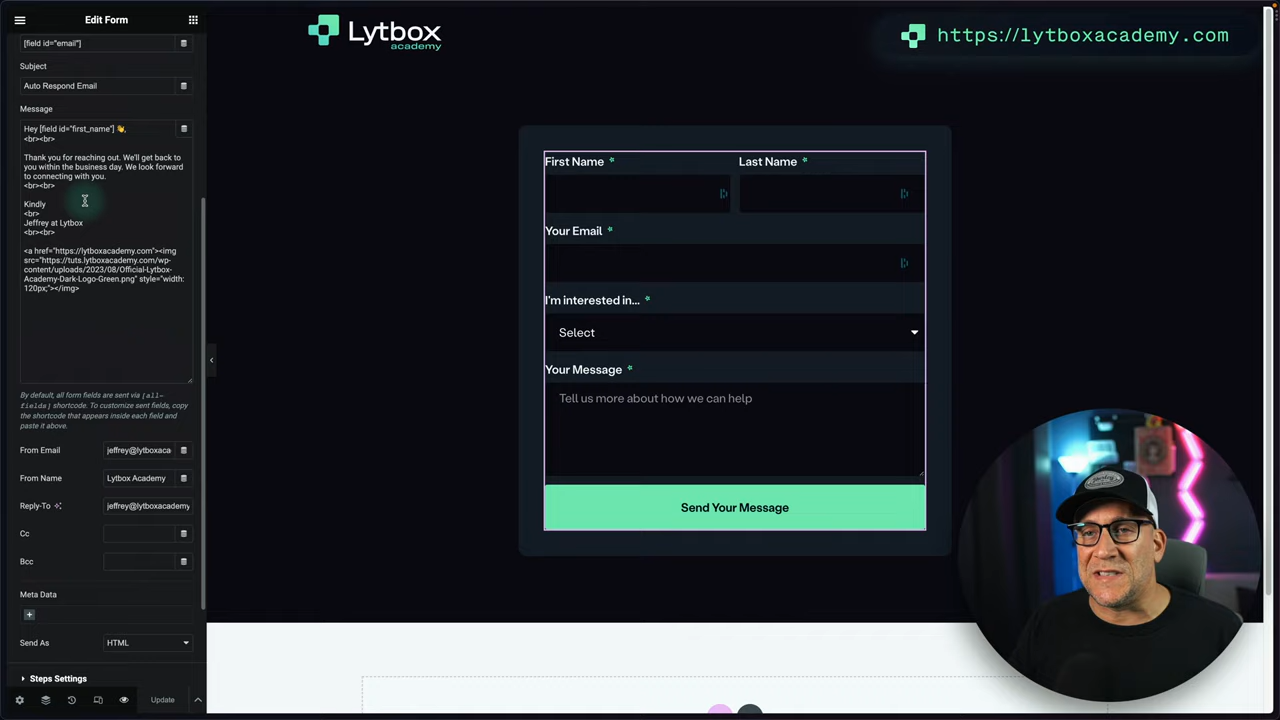 Edit Form
[field id="email"]
Subject
Auto Respond Email
Message
Hey [field id="first_name"] 👋,
<br><br>
Thank you for reaching out. We'll get back to
you within the business day. We look forward
to connecting with you.
<br><br>
Kindly
<br>
Jeffrey at Lytbox
<br><br>
<a href="https://lytboxacademy.com"><img
src="https://tuts.lytboxacademy.com/wp-
content/uploads/2023/08/Official-Lytbox-
Academy-Dark-Logo-Green.png" style="width:
120px;"></img>
By default, all form fields are sent via [all-
fields] shortcode. To customize sent fields, copy
the shortcode that appears inside each field and
paste it above.
From Email
jeffrey@lytboxaca
From Name
Lytbox Academy
Reply-To
jeffrey@lytboxacademy
Cc
Bcc
Meta Data
+
Send As
HTML
Steps Settings
Update
Lytbox
academy
https://lytboxacademy.com
First Name *
Last Name *
Your Email *
I'm interested in... *
Select
Your Message *
Tell us more about how we can help
Send Your Message